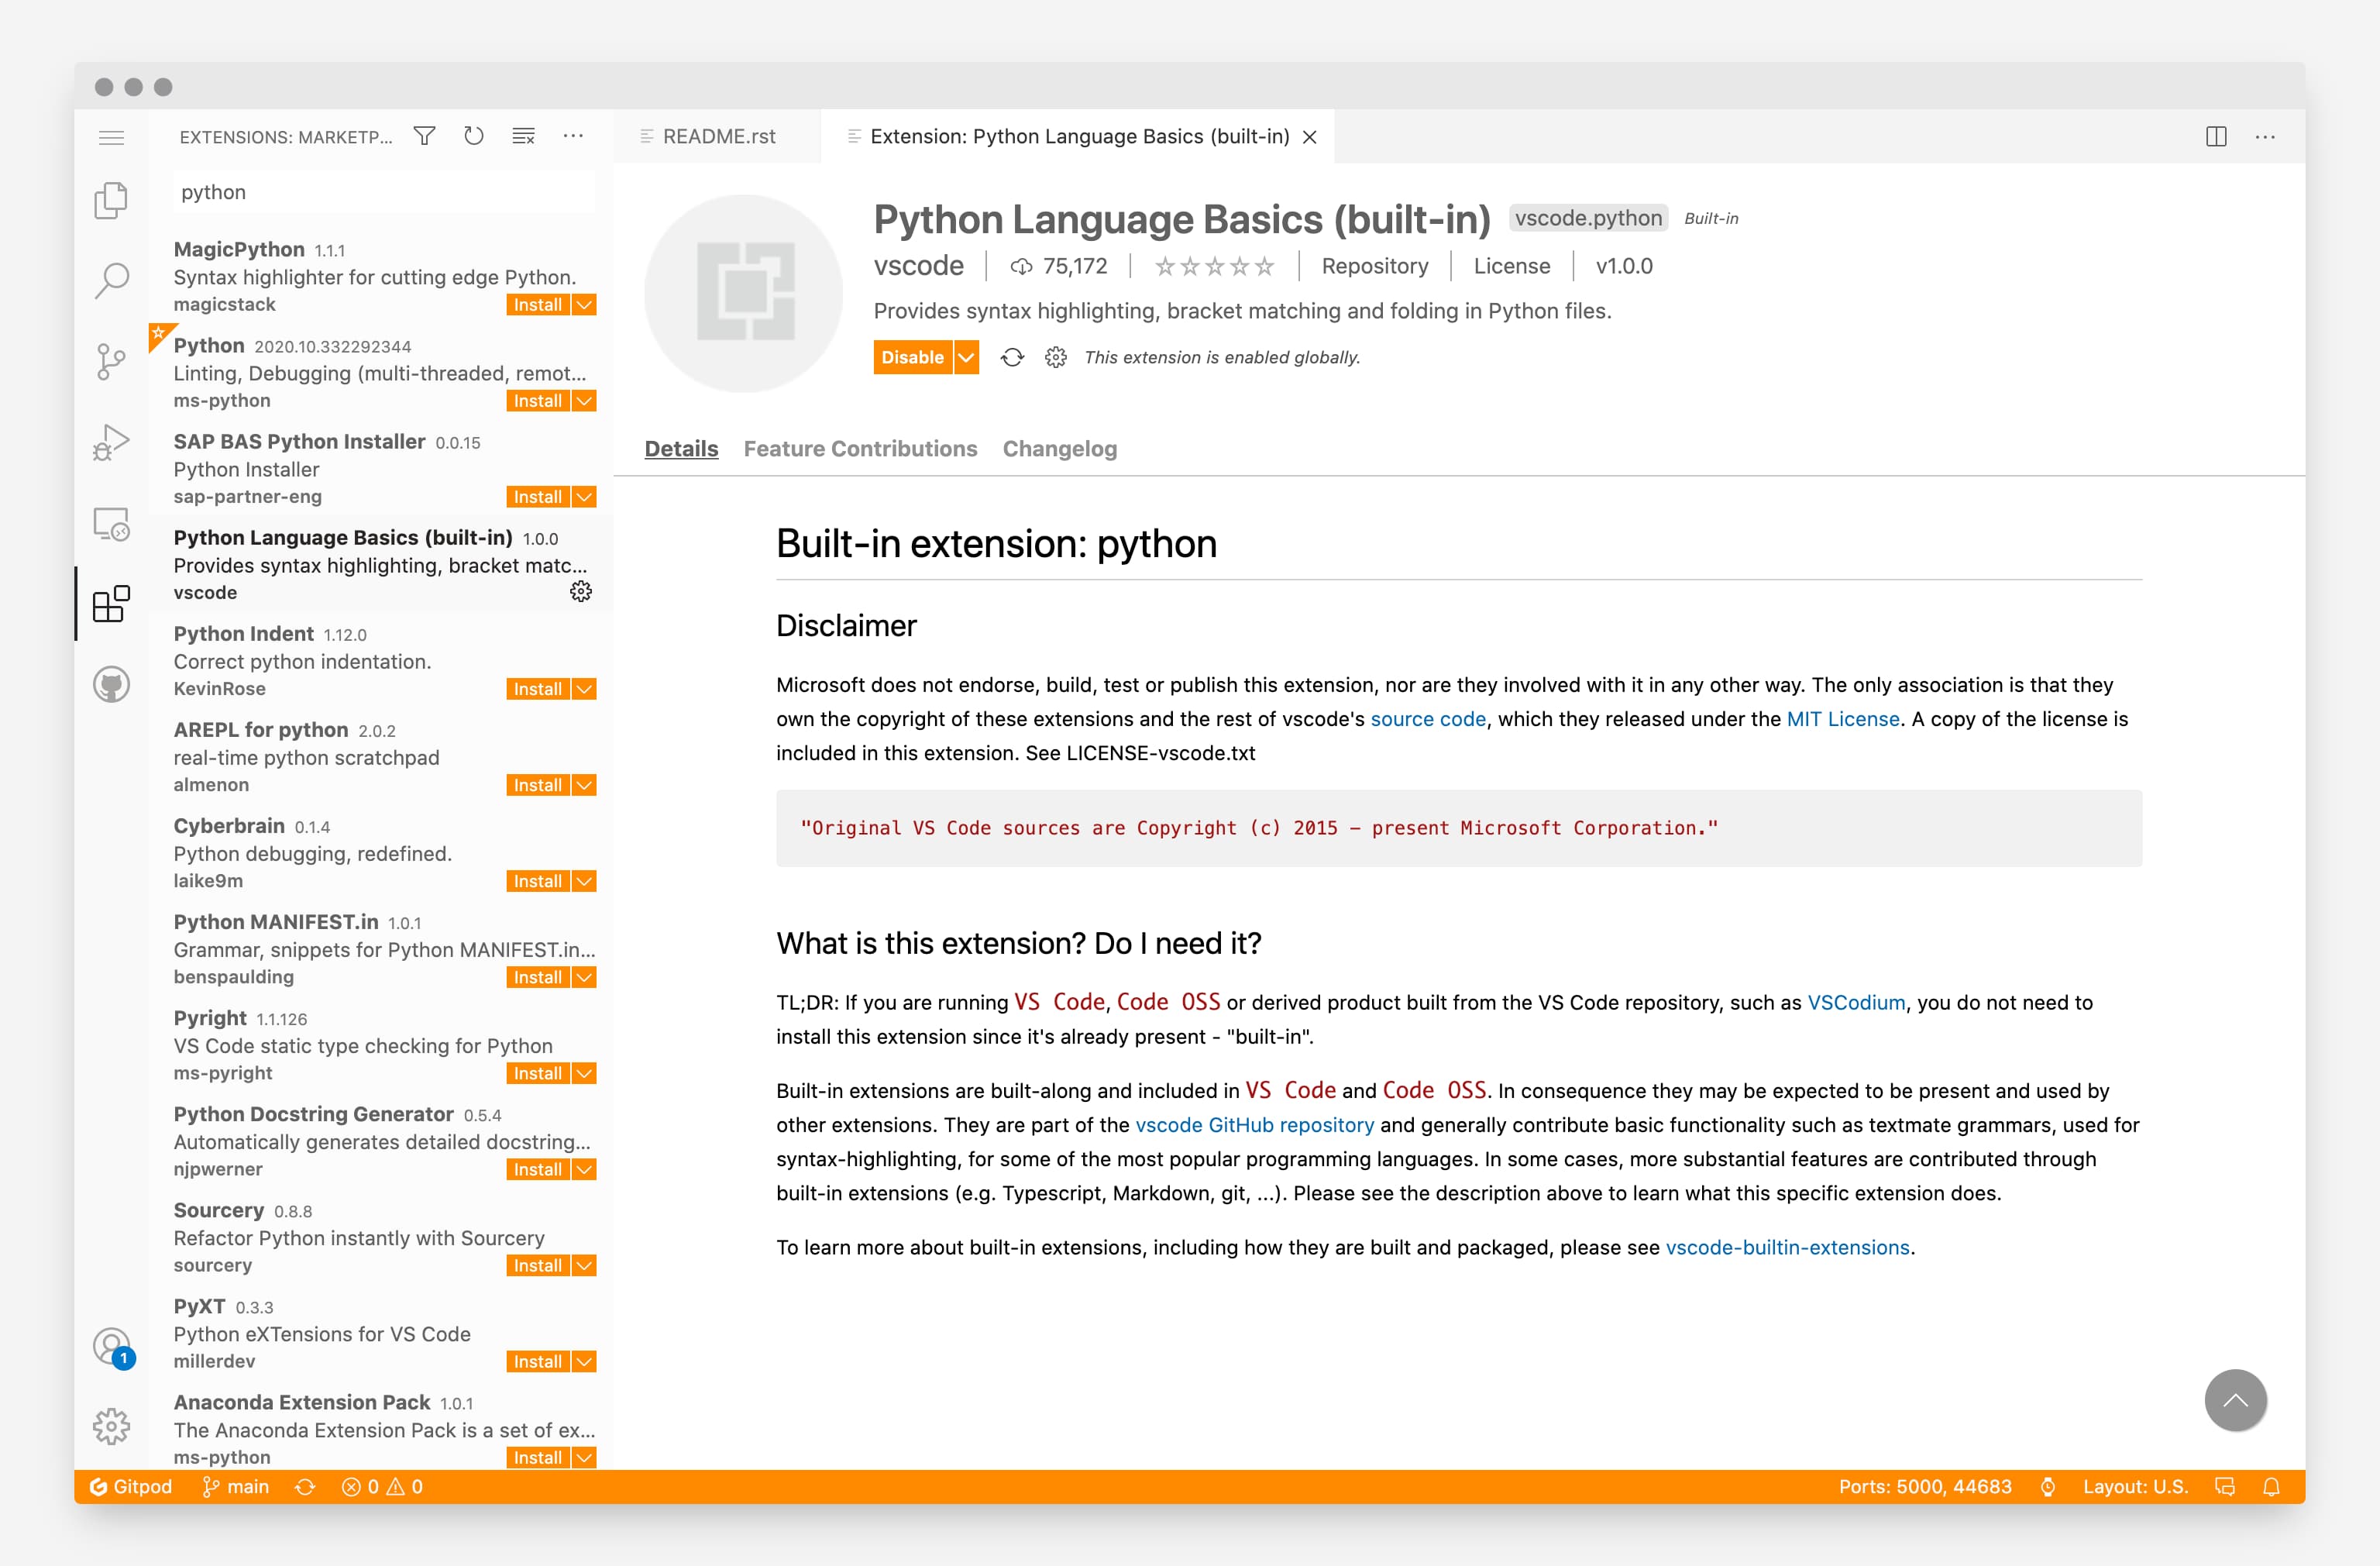 EXTENSIONS: MARKETP...
python
MagicPython 1.1.1
Syntax highlighter for cutting edge Python.
magicstack Install
Python 2020.10.332292344
Linting, Debugging (multi-threaded, remot...
ms-python Install
SAP BAS Python Installer 0.0.15
Python Installer
sap-partner-eng Install
Python Language Basics (built-in) 1.0.0
Provides syntax highlighting, bracket matc...
vscode
Python Indent 1.12.0
Correct python indentation.
KevinRose Install
AREPL for python 2.0.2
real-time python scratchpad
almenon Install
Cyberbrain 0.1.4
Python debugging, redefined.
laike9m Install
Python MANIFEST.in 1.0.1
Grammar, snippets for Python MANIFEST.in...
benspaulding Install
Pyright 1.1.126
VS Code static type checking for Python
ms-pyright Install
Python Docstring Generator 0.5.4
Automatically generates detailed docstring...
njpwerner Install
Sourcery 0.8.8
Refactor Python instantly with Sourcery
sourcery Install
PyXT 0.3.3
Python eXTensions for VS Code
millerdev Install
Anaconda Extension Pack 1.0.1
The Anaconda Extension Pack is a set of ex...
ms-python Install
1
README.rst
Extension: Python Language Basics (built-in)
Python Language Basics (built-in) vscode.python Built-in
vscode 75,172 Repository License v1.0.0
Provides syntax highlighting, bracket matching and folding in Python files.
Disable This extension is enabled globally.
Details Feature Contributions Changelog
Built-in extension: python
Disclaimer
Microsoft does not endorse, build, test or publish this extension, nor are they involved with it in any other way. The only association is that they
own the copyright of these extensions and the rest of vscode's source code, which they released under the MIT License. A copy of the license is
included in this extension. See LICENSE-vscode.txt
"Original VS Code sources are Copyright (c) 2015 – present Microsoft Corporation."
What is this extension? Do I need it?
TL;DR: If you are running VS Code, Code OSS or derived product built from the VS Code repository, such as VSCodium, you do not need to
install this extension since it's already present - "built-in".
Built-in extensions are built-along and included in VS Code and Code OSS. In consequence they may be expected to be present and used by
other extensions. They are part of the vscode GitHub repository and generally contribute basic functionality such as textmate grammars, used for
syntax-highlighting, for some of the most popular programming languages. In some cases, more substantial features are contributed through
built-in extensions (e.g. Typescript, Markdown, git, ...). Please see the description above to learn what this specific extension does.
To learn more about built-in extensions, including how they are built and packaged, please see vscode-builtin-extensions.
Gitpod main 0 0 Ports: 5000, 44683 Layout: U.S.